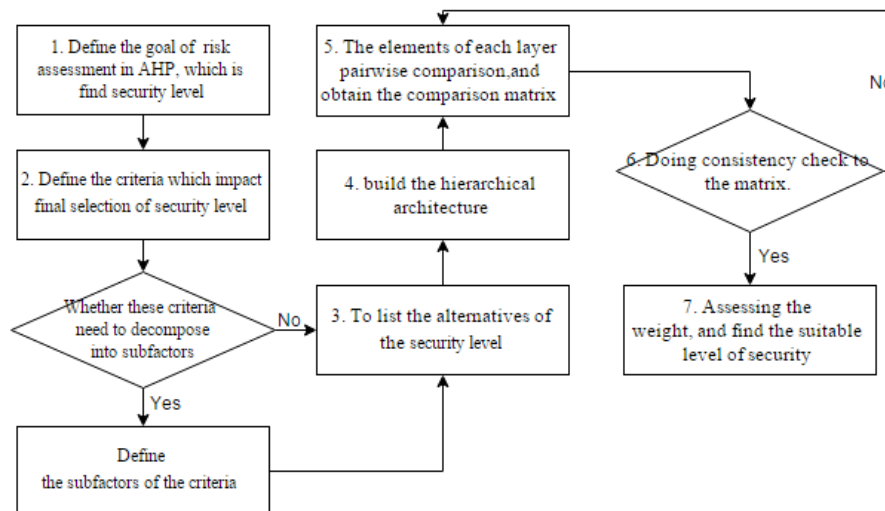 1. Define the goal of risk
assessment in AHP, which is
find security level
2. Define the criteria which impact
final selection of security level
Whether these criteria
need to decompose
into subfactors
No
Yes
Define
the subfactors of the criteria
3. To list the alternatives of
the security level
4. build the hierarchical
architecture
5. The elements of each layer
pairwise comparison,and
obtain the comparison matrix
6. Doing consistency check to
the matrix.
No
Yes
7. Assessing the
weight, and find the suitable
level of security